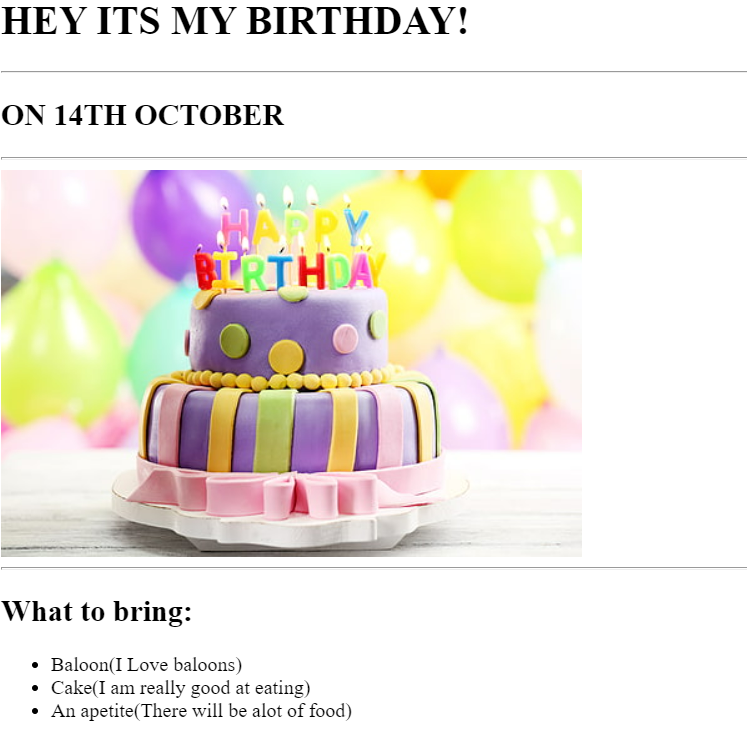 HEY ITS MY BIRTHDAY!
ON 14TH OCTOBER
HAPPY
BIRTHDAY
What to bring:
Baloon(I Love baloons)
Cake(I am really good at eating)
An apetite(There will be alot of food)